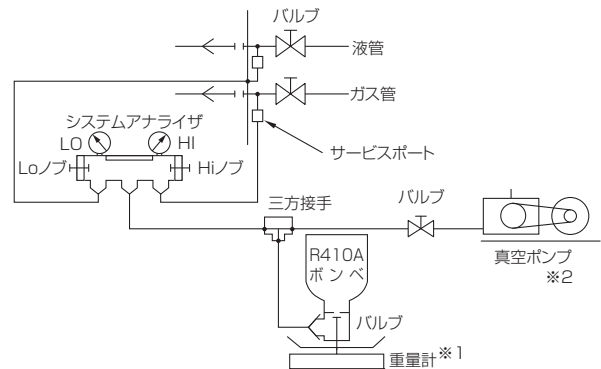 バルブ
液管
ガス管
システムアナライザ
LO
HI
Loノブ
Hiノブ
サービスポート
三方接手
バルブ
R410A
ボンベ
真空ポンプ
※2
バルブ
重量計※1